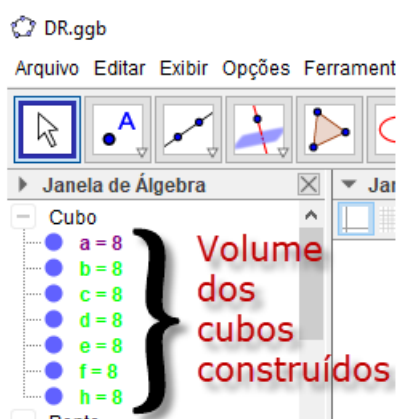 DR.ggb
Arquivo Editar Exibir Opções Ferrament
A
Janela de Álgebra
Jar
Cubo
a = 8
b = 8
c = 8
d = 8
e = 8
f = 8
h = 8
Volume
dos
cubos
construídos